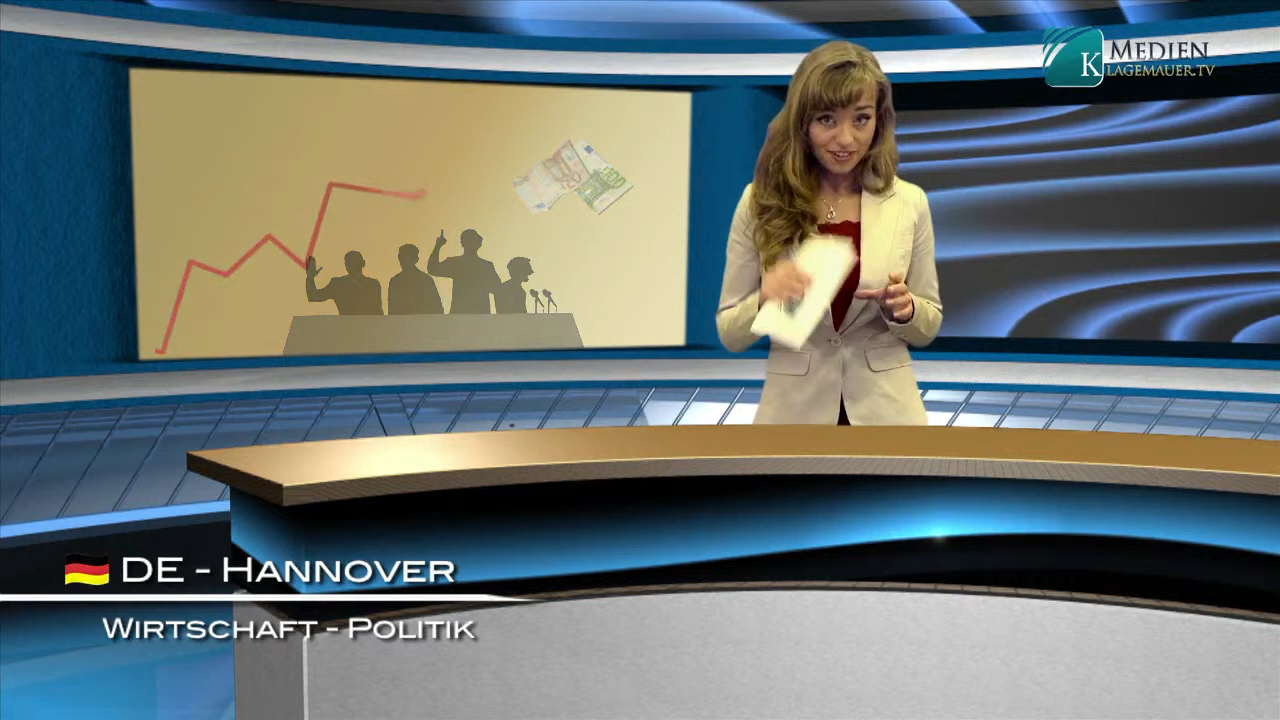 MEDIEN
KLAGEMAUER.TV
DE - HANNOVER
WIRTSCHAFT - POLITIK